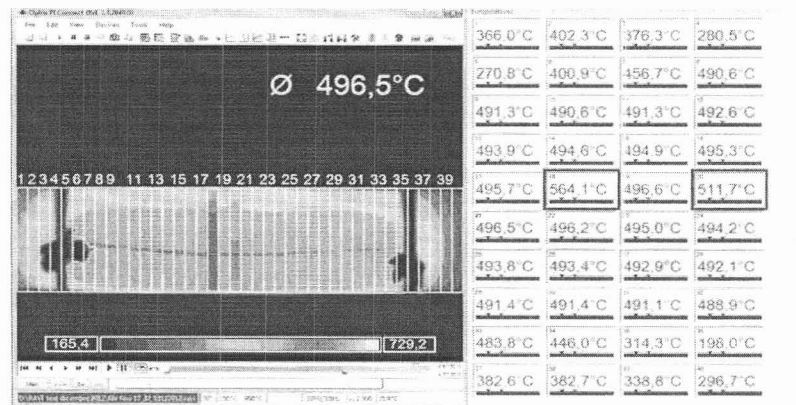 File Edit View Devices Tools Help
Ø 496,5°C
1 2 3 4 5 6 7 8 9 11 13 15 17 19 21 23 25 27 29 31 33 35 37 39
165,4 729,2
366.0°C 402.3°C 376.3°C 280.5°C
270.8°C 400.9°C 456.7°C 490.6°C
491.3°C 490.6°C 491.3°C 492.6°C
493.9°C 494.6°C 494.9°C 495.3°C
495.7°C 564.1°C 496.6°C 511.7°C
496.5°C 496.2°C 495.0°C 494.2°C
493.8°C 493.4°C 492.9°C 492.1°C
491.4°C 491.4°C 491.1°C 488.9°C
483.8°C 446.0°C 314.3°C 198.0°C
382.6°C 382.7°C 338.8°C 296.7°C